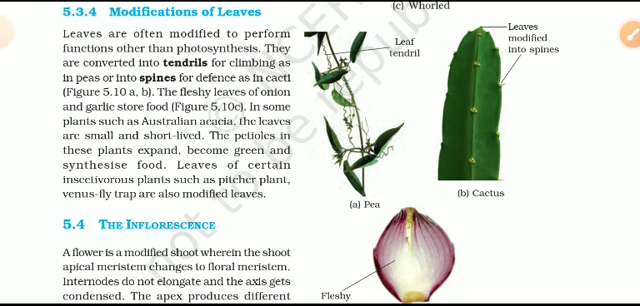 (c) Whorled
5.3.4 Modifications of Leaves
Leaves are often modified to perform
functions other than photosynthesis. They
are converted into tendrils for climbing as
in peas or into spines for defence as in cacti
(Figure 5.10 a, b). The fleshy leaves of onion
and garlic store food (Figure 5.10c). In some
plants such as Australian acacia, the leaves
are small and short-lived. The petioles in
these plants expand, become green and
synthesise food. Leaves of certain
insectivorous plants such as pitcher plant,
venus-fly trap are also modified leaves.
Leaf
tendril
Leaves
modified
into spines
(a) Pea
(b) Cactus
5.4 THE INFLORESCENCE
A flower is a modified shoot wherein the shoot
apical meristem changes to floral meristem.
Internodes do not elongate and the axis gets
condensed. The apex produces different
Fleshy
not to be republ